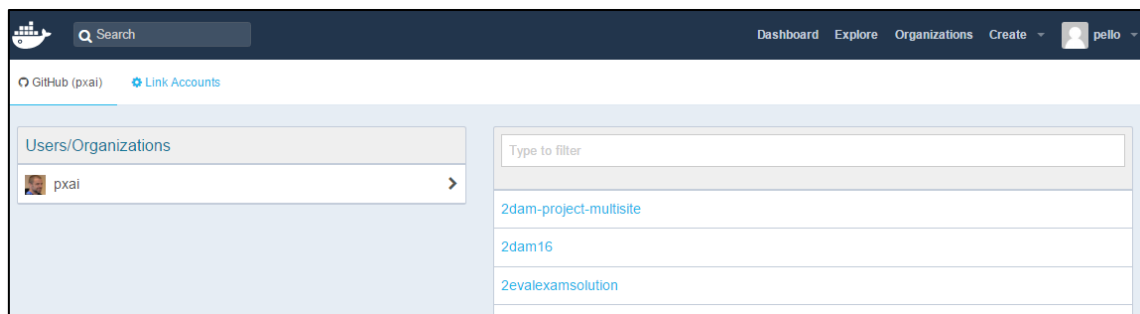 Search
Dashboard Explore Organizations Create pello
GitHub (pxai) Link Accounts
Users/Organizations
pxai
Type to filter
2dam-project-multisite
2dam16
2evalexamsolution